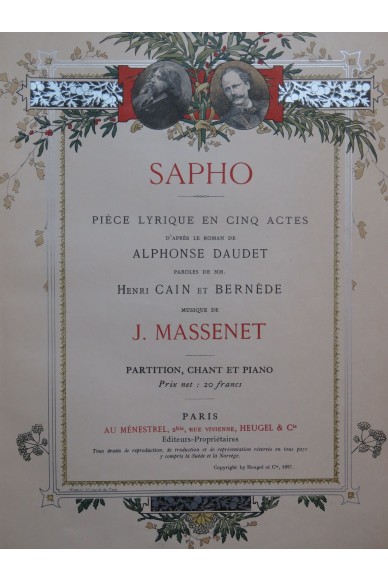 SAPHO
PIÈCE LYRIQUE EN CINQ ACTES
D'APRÈS LE ROMAN DE
ALPHONSE DAUDET
PAROLES DE MM.
HENRI CAIN ET BERNÈDE
MUSIQUE DE
J. MASSENET
PARTITION, CHANT ET PIANO
Prix net : 20 francs
PARIS
AU MÉNESTREL, 2bis, RUE VIVIENNE, HEUGEL & Cie
Editeurs-Propriétaires
Tous droits de reproduction, de traduction et de représentation réservés en tous pays
y compris la Suède et la Norvège.
Copyright by Heugel et Cie, 1897.